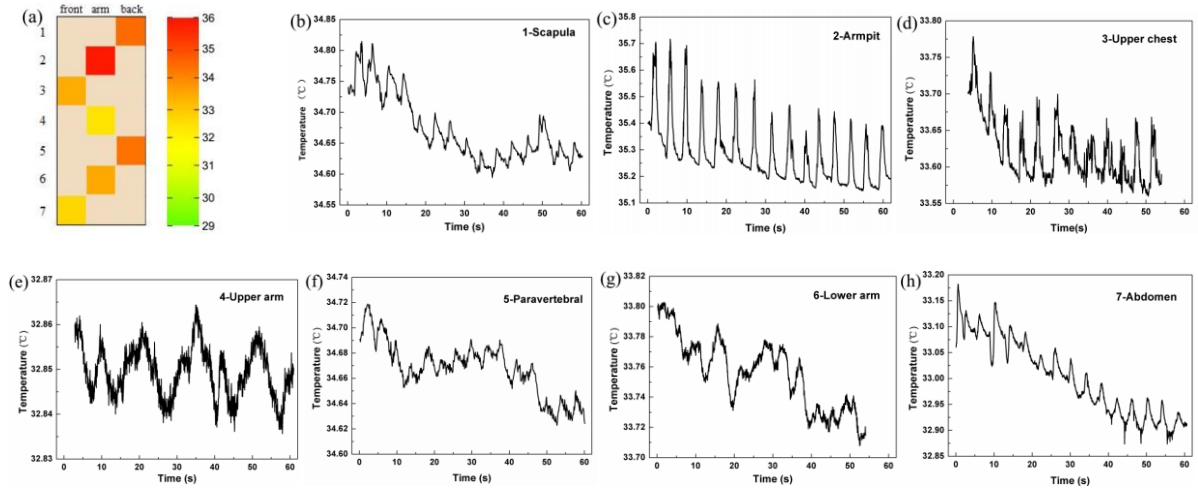 (a)
front arm back
1
2
3
4
5
6
7
36
35
34
33
32
31
30
29
(b)
1-Scapula
Temperature (℃)
34.80
34.75
34.70
34.65
34.60
34.55
0 10 20 30 40 50 60
Time (s)
(c)
2-Armpit
Temperature (℃)
35.8
35.7
35.6
35.5
35.4
35.3
35.2
35.1
0 10 20 30 40 50 60
Time (s)
(d)
3-Upper chest
Temperature (℃)
33.80
33.75
33.70
33.65
33.60
33.55
0 10 20 30 40 50 60
Time(s)
(e)
4-Upper arm
Temperature (℃)
32.87
32.86
32.85
32.84
32.83
0 10 20 30 40 50 60
Time (s)
(f)
5-Paravertebral
Temperature (℃)
34.74
34.72
34.70
34.68
34.66
34.64
34.62
34.60
0 10 20 30 40 50 60
Time (s)
(g)
6-Lower arm
Temperature (℃)
33.82
33.80
33.78
33.76
33.74
33.72
33.70
0 10 20 30 40 50 60
Time (s)
(h)
7-Abdomen
Temperature (℃)
33.20
33.15
33.10
33.05
33.00
32.95
32.90
32.85
0 10 20 30 40 50 60
Time (s)